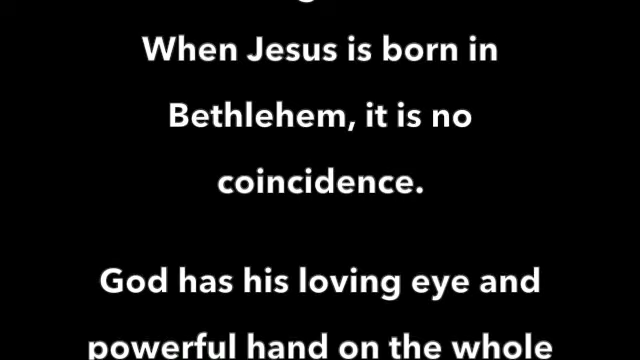 When Jesus is born in
Bethlehem, it is no
coincidence.
God has his loving eye and
powerful hand on the whole